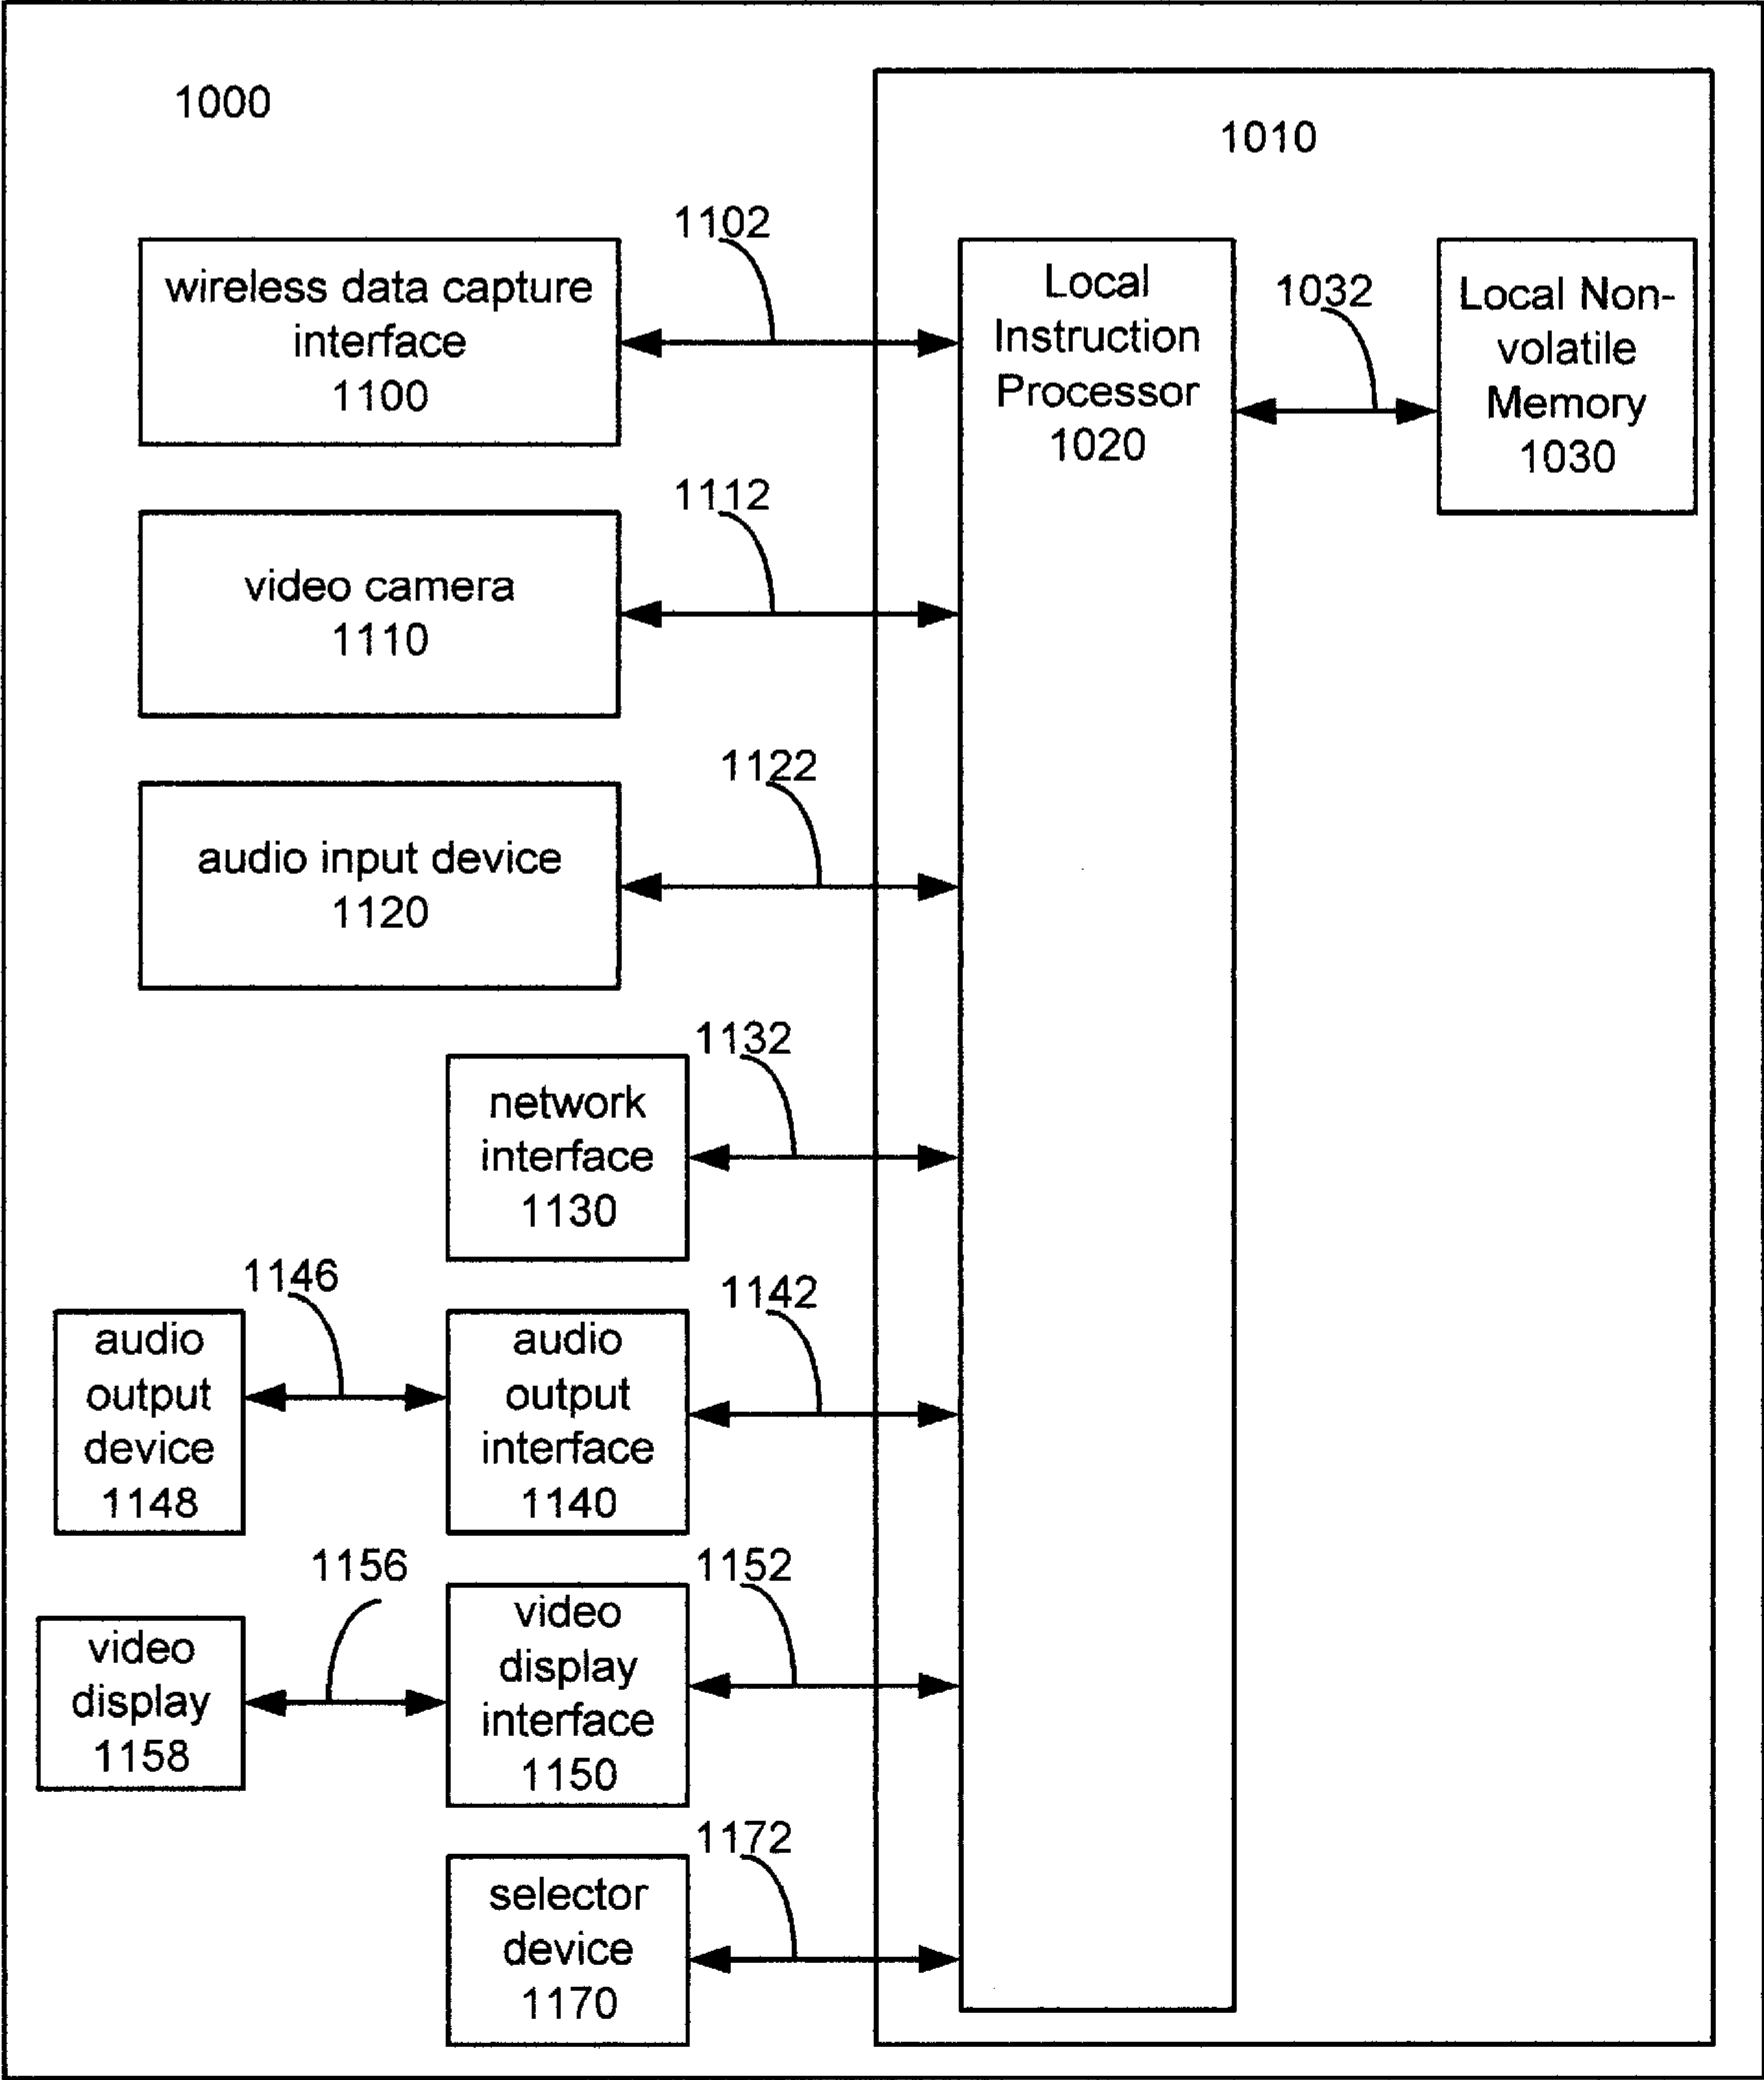 1000
1010
1102
wireless data capture
interface
1100
Local
Instruction
Processor
1020
1032
Local Non-
volatile
Memory
1030
1112
video camera
1110
1122
audio input device
1120
1132
network
interface
1130
1146
audio
output
device
1148
1142
audio
output
interface
1140
1156
video
display
1158
1152
video
display
interface
1150
1172
selector
device
1170